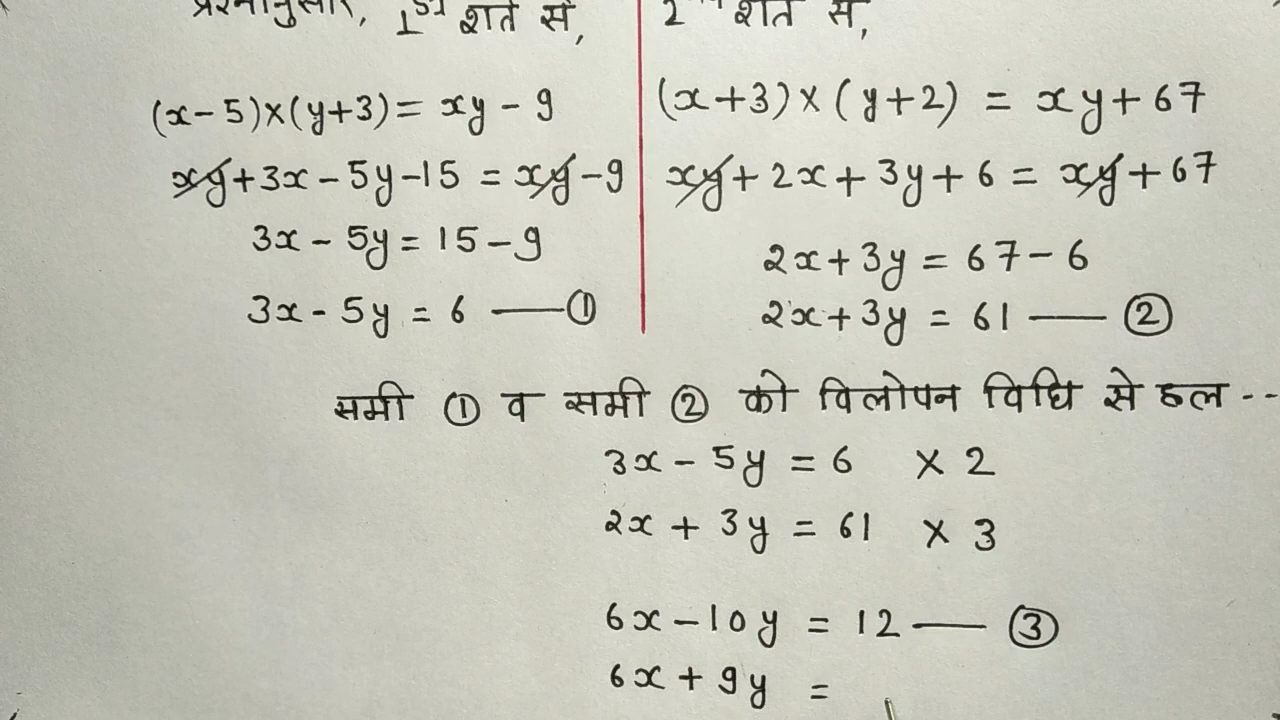 प्रश्नानुसार, 1st शर्त से,
(x-5)×(y+3) = xy - 9
xy+3x-5y-15 = xy-9
3x - 5y = 15-9
3x - 5y = 6 — ①
2nd शर्त से,
(x+3)×(y+2) = xy+67
xy+2x+3y+6 = xy+67
2x+3y = 67-6
2x+3y = 61 — ②
समी ① व समी ② को विलोपन विधि से हल --
3x - 5y = 6 × 2
2x + 3y = 61 × 3
6x - 10y = 12 — ③
6x + 9y =